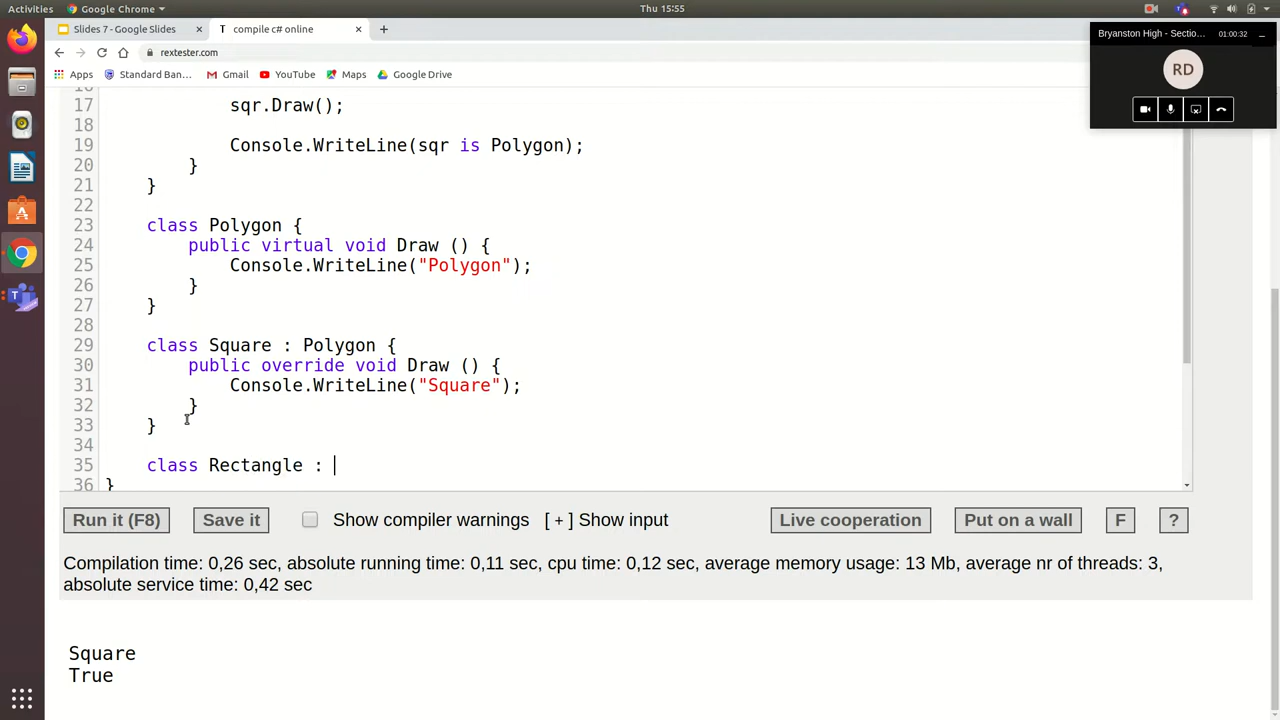 Activities
Google Chrome
Thu 15:55
Slides 7 - Google Slides
compile c# online
rextester.com
Apps
Standard Ban...
Gmail
YouTube
Maps
Google Drive
Bryanston High - Sectio...
01:00:32
RD
17 sqr.Draw();
18
19 Console.WriteLine(sqr is Polygon);
20 }
21 }
22
23 class Polygon {
24 public virtual void Draw () {
25 Console.WriteLine("Polygon");
26 }
27 }
28
29 class Square : Polygon {
30 public override void Draw () {
31 Console.WriteLine("Square");
32 }
33 }
34
35 class Rectangle :
36 }
Run it (F8)
Save it
Show compiler warnings
[ + ] Show input
Live cooperation
Put on a wall
F
?
Compilation time: 0,26 sec, absolute running time: 0,11 sec, cpu time: 0,12 sec, average memory usage: 13 Mb, average nr of threads: 3,
absolute service time: 0,42 sec
Square
True